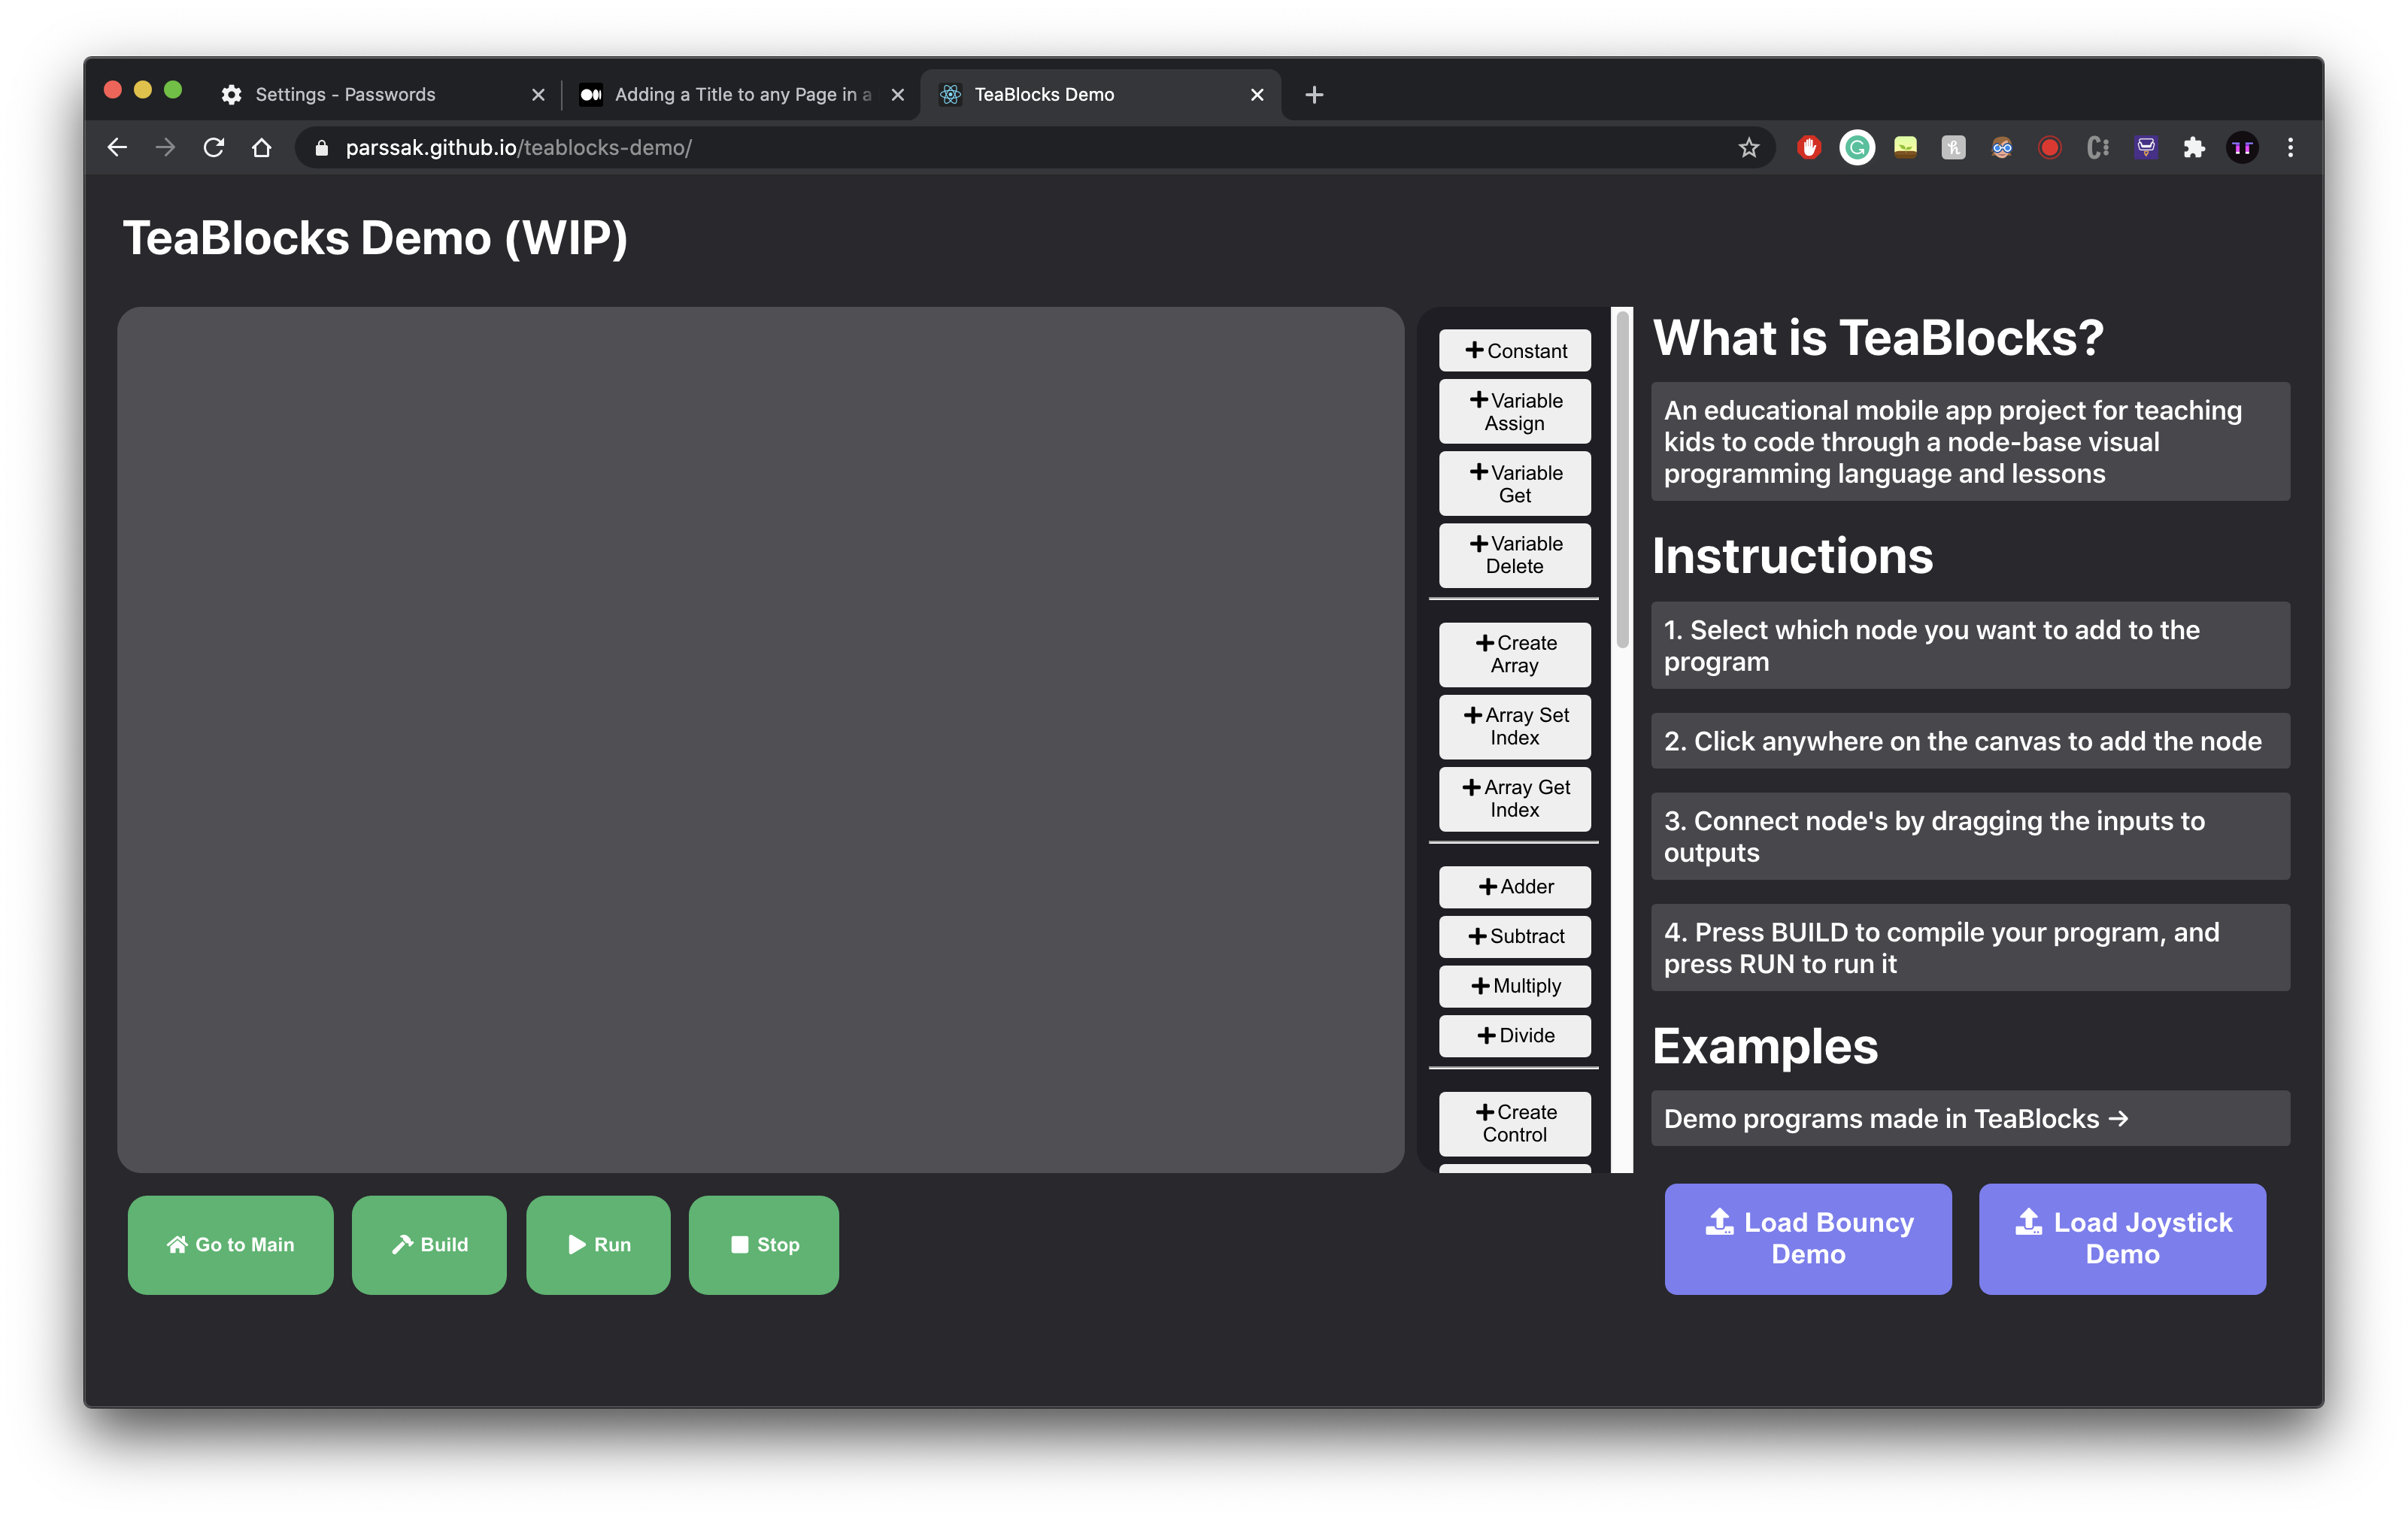 Settings - Passwords
Adding a Title to any Page in a
TeaBlocks Demo
parssak.github.io/teablocks-demo/
TeaBlocks Demo (WIP)
Constant
Variable
Assign
Variable
Get
Variable
Delete
Create
Array
Array Set
Index
Array Get
Index
Adder
Subtract
Multiply
Divide
Create
Control
What is TeaBlocks?
An educational mobile app project for teaching
kids to code through a node-base visual
programming language and lessons
Instructions
1. Select which node you want to add to the
program
2. Click anywhere on the canvas to add the node
3. Connect node's by dragging the inputs to
outputs
4. Press BUILD to compile your program, and
press RUN to run it
Examples
Demo programs made in TeaBlocks →
Go to Main
Build
Run
Stop
Load Bouncy
Demo
Load Joystick
Demo